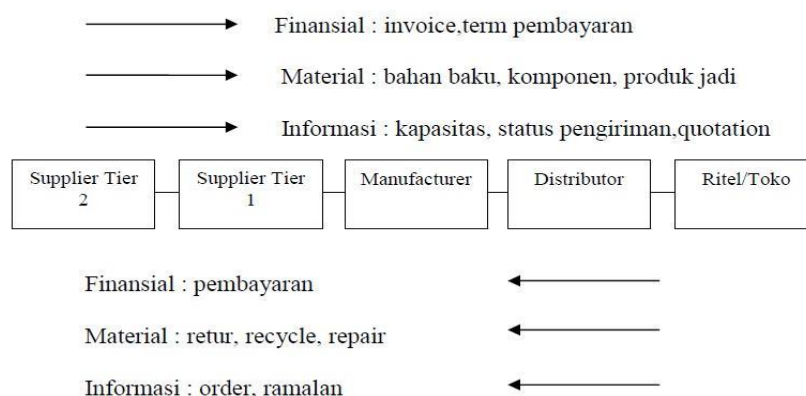 Finansial : invoice,term pembayaran
Material : bahan baku, komponen, produk jadi
Informasi : kapasitas, status pengiriman,quotation
Supplier Tier 2
Supplier Tier 1
Manufacturer
Distributor
Ritel/Toko
Finansial : pembayaran
Material : retur, recycle, repair
Informasi : order, ramalan